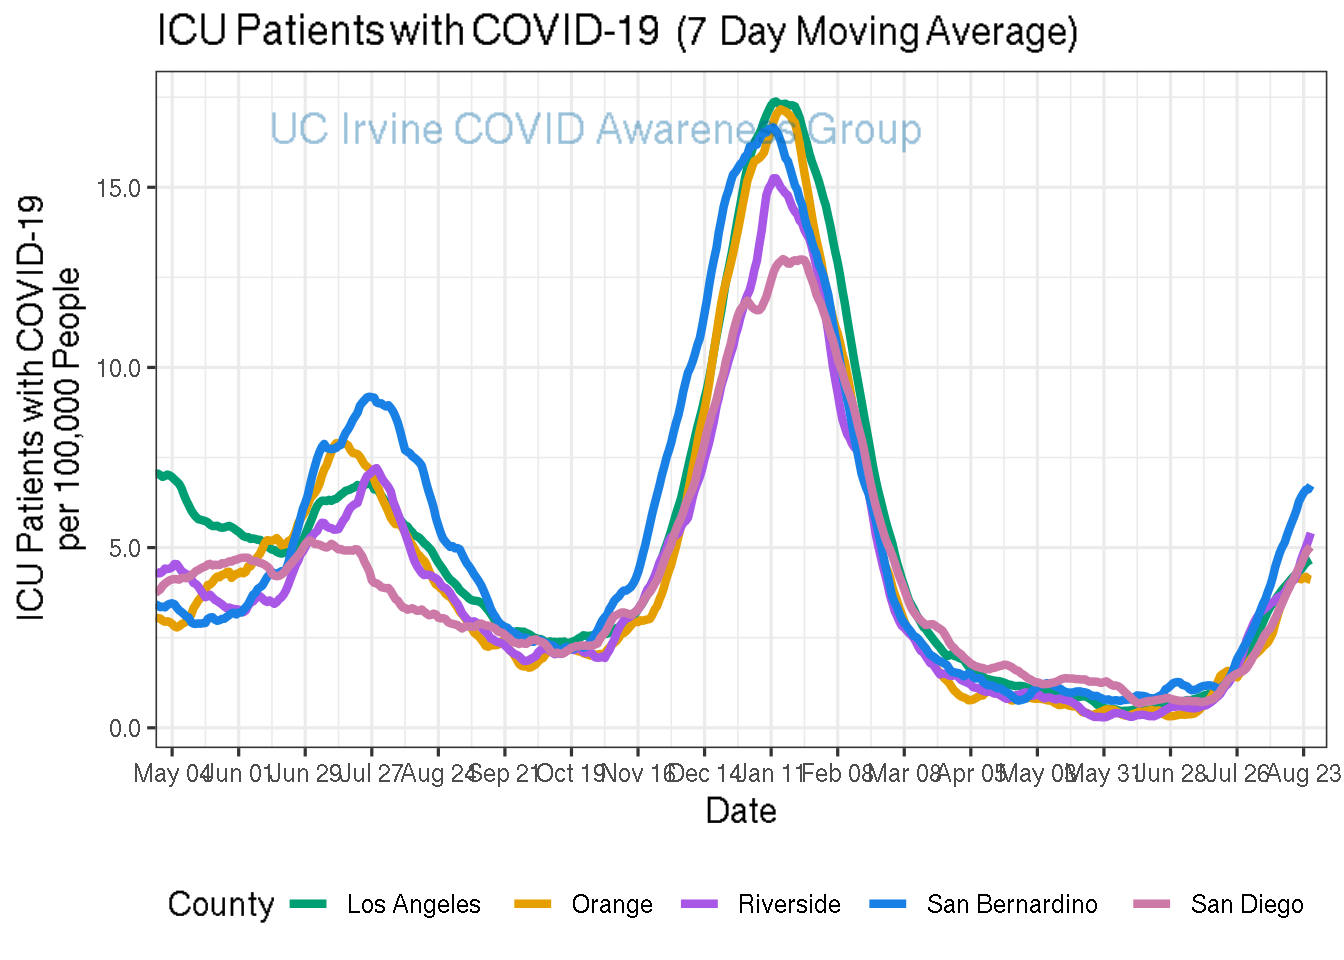 ICU Patients with COVID-19 (7 Day Moving Average)
UC Irvine COVID Awareness Group
ICU Patients with COVID-19
per 100,000 People
15.0
10.0
5.0
0.0
May 04 Jun 01 Jun 29 Jul 27 Aug 24 Sep 21 Oct 19 Nov 16 Dec 14 Jan 11 Feb 08 Mar 08 Apr 05 May 03 May 31 Jun 28 Jul 26 Aug 23
Date
County Los Angeles Orange Riverside San Bernardino San Diego